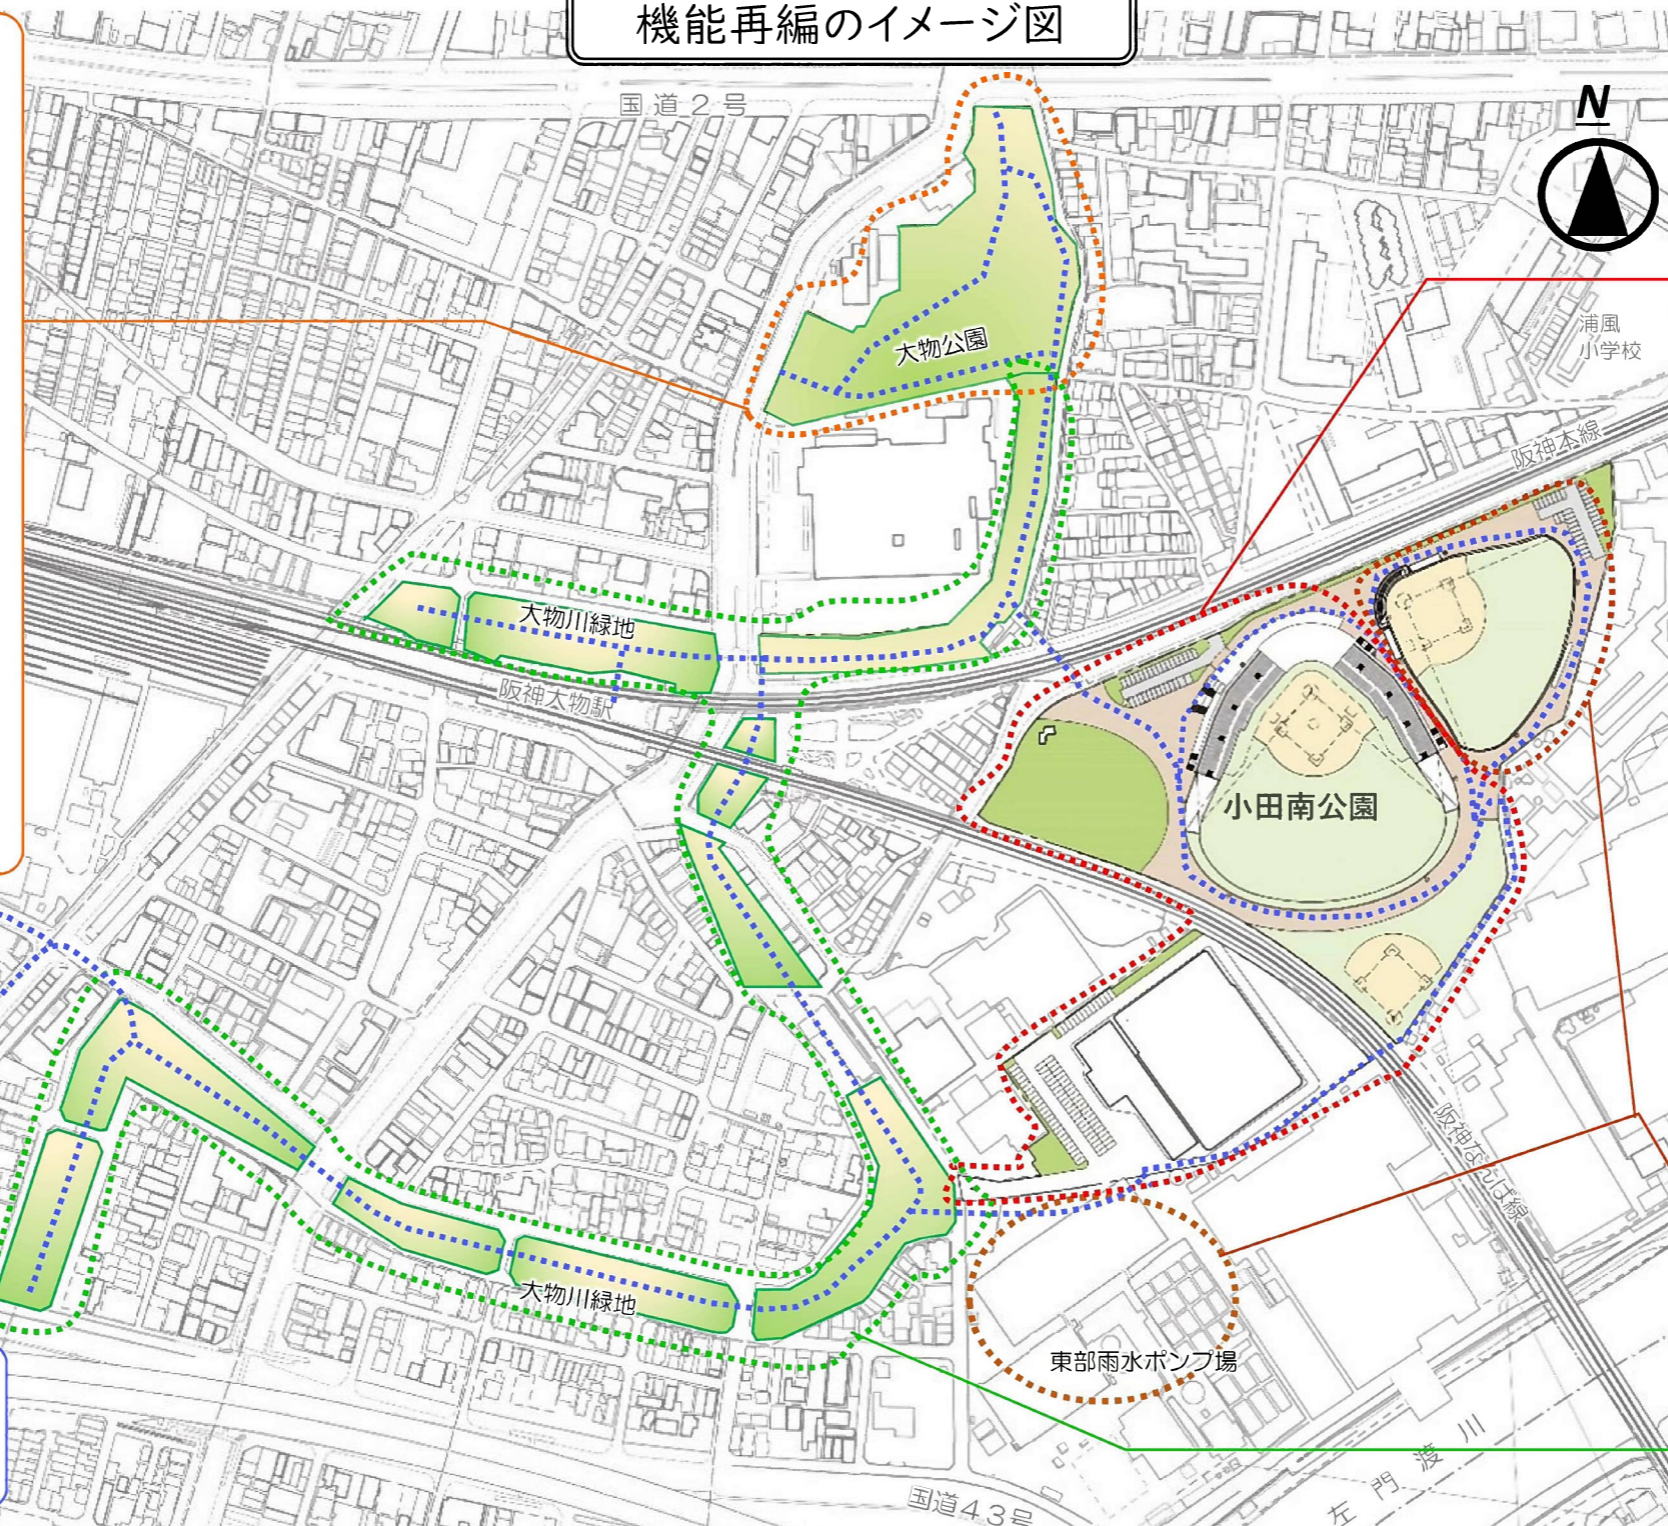 機能再編のイメージ図
国道2号
N
浦風
小学校
大物公園
阪神本線
大物川緑地
阪神大物駅
小田南公園
阪神なんば線
大物川緑地
東部雨水ポンプ場
左門渡川
国道43号